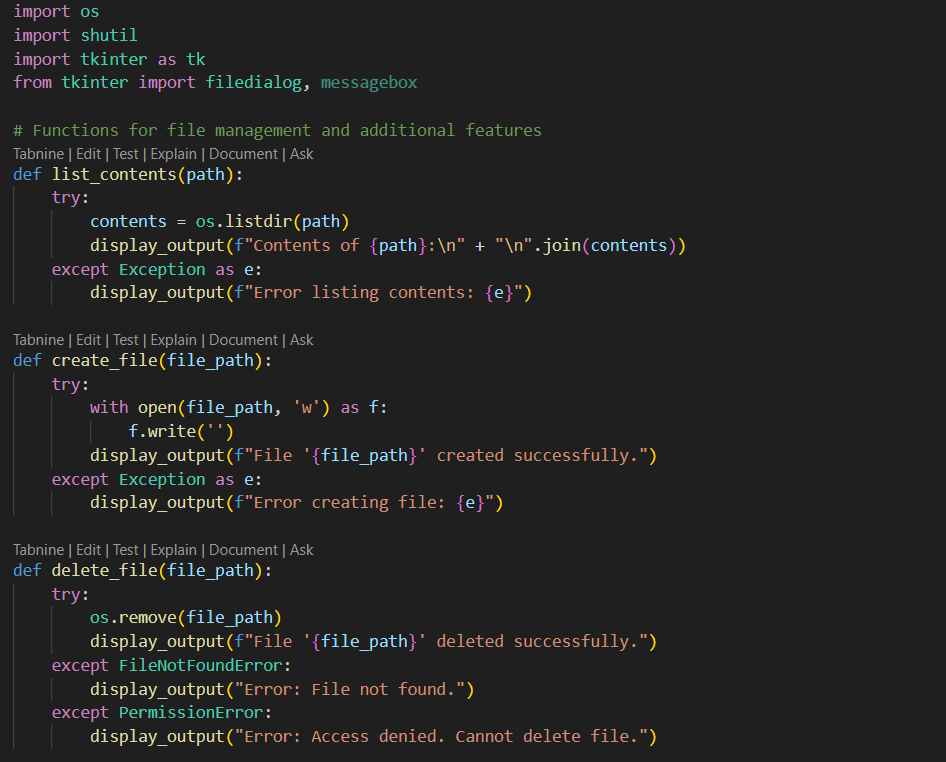 import os
import shutil
import tkinter as tk
from tkinter import filedialog, messagebox

# Functions for file management and additional features
Tabnine | Edit | Test | Explain | Document | Ask
def list_contents(path):
    try:
        contents = os.listdir(path)
        display_output(f"Contents of {path}:\n" + "\n".join(contents))
    except Exception as e:
        display_output(f"Error listing contents: {e}")

Tabnine | Edit | Test | Explain | Document | Ask
def create_file(file_path):
    try:
        with open(file_path, 'w') as f:
            f.write('')
        display_output(f"File '{file_path}' created successfully.")
    except Exception as e:
        display_output(f"Error creating file: {e}")

Tabnine | Edit | Test | Explain | Document | Ask
def delete_file(file_path):
    try:
        os.remove(file_path)
        display_output(f"File '{file_path}' deleted successfully.")
    except FileNotFoundError:
        display_output("Error: File not found.")
    except PermissionError:
        display_output("Error: Access denied. Cannot delete file.")